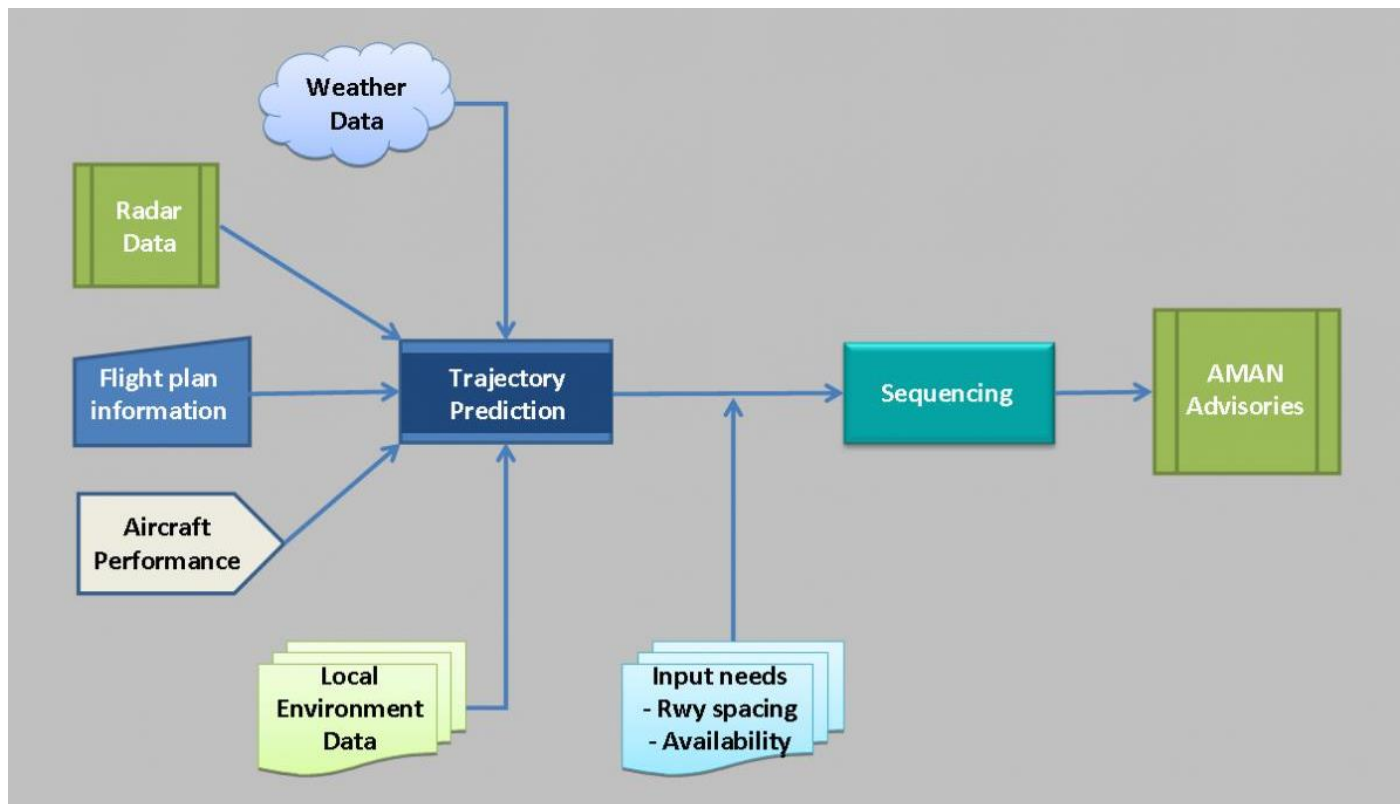 Weather
Data
Radar
Data
Flight plan
information
Trajectory
Prediction
Sequencing
AMAN
Advisories
Aircraft
Performance
Local
Environment
Data
Input needs
- Rwy spacing
- Availability